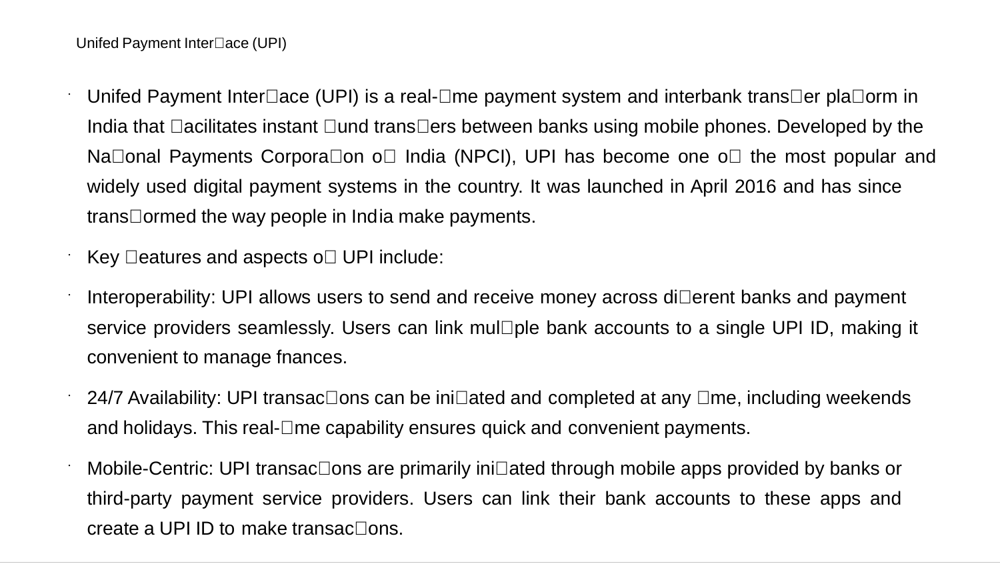 Unifed Payment Inter□ace (UPI)
· Unifed Payment Inter□ace (UPI) is a real-□me payment system and interbank trans□er pla□orm in
India that □acilitates instant □und trans□ers between banks using mobile phones. Developed by the
Na□onal Payments Corpora□on o□ India (NPCI), UPI has become one o□ the most popular and
widely used digital payment systems in the country. It was launched in April 2016 and has since
trans□ormed the way people in India make payments.
· Key □eatures and aspects o□ UPI include:
· Interoperability: UPI allows users to send and receive money across di□erent banks and payment
service providers seamlessly. Users can link mul□ple bank accounts to a single UPI ID, making it
convenient to manage fnances.
· 24/7 Availability: UPI transac□ons can be ini□ated and completed at any □me, including weekends
and holidays. This real-□me capability ensures quick and convenient payments.
· Mobile-Centric: UPI transac□ons are primarily ini□ated through mobile apps provided by banks or
third-party payment service providers. Users can link their bank accounts to these apps and
create a UPI ID to make transac□ons.